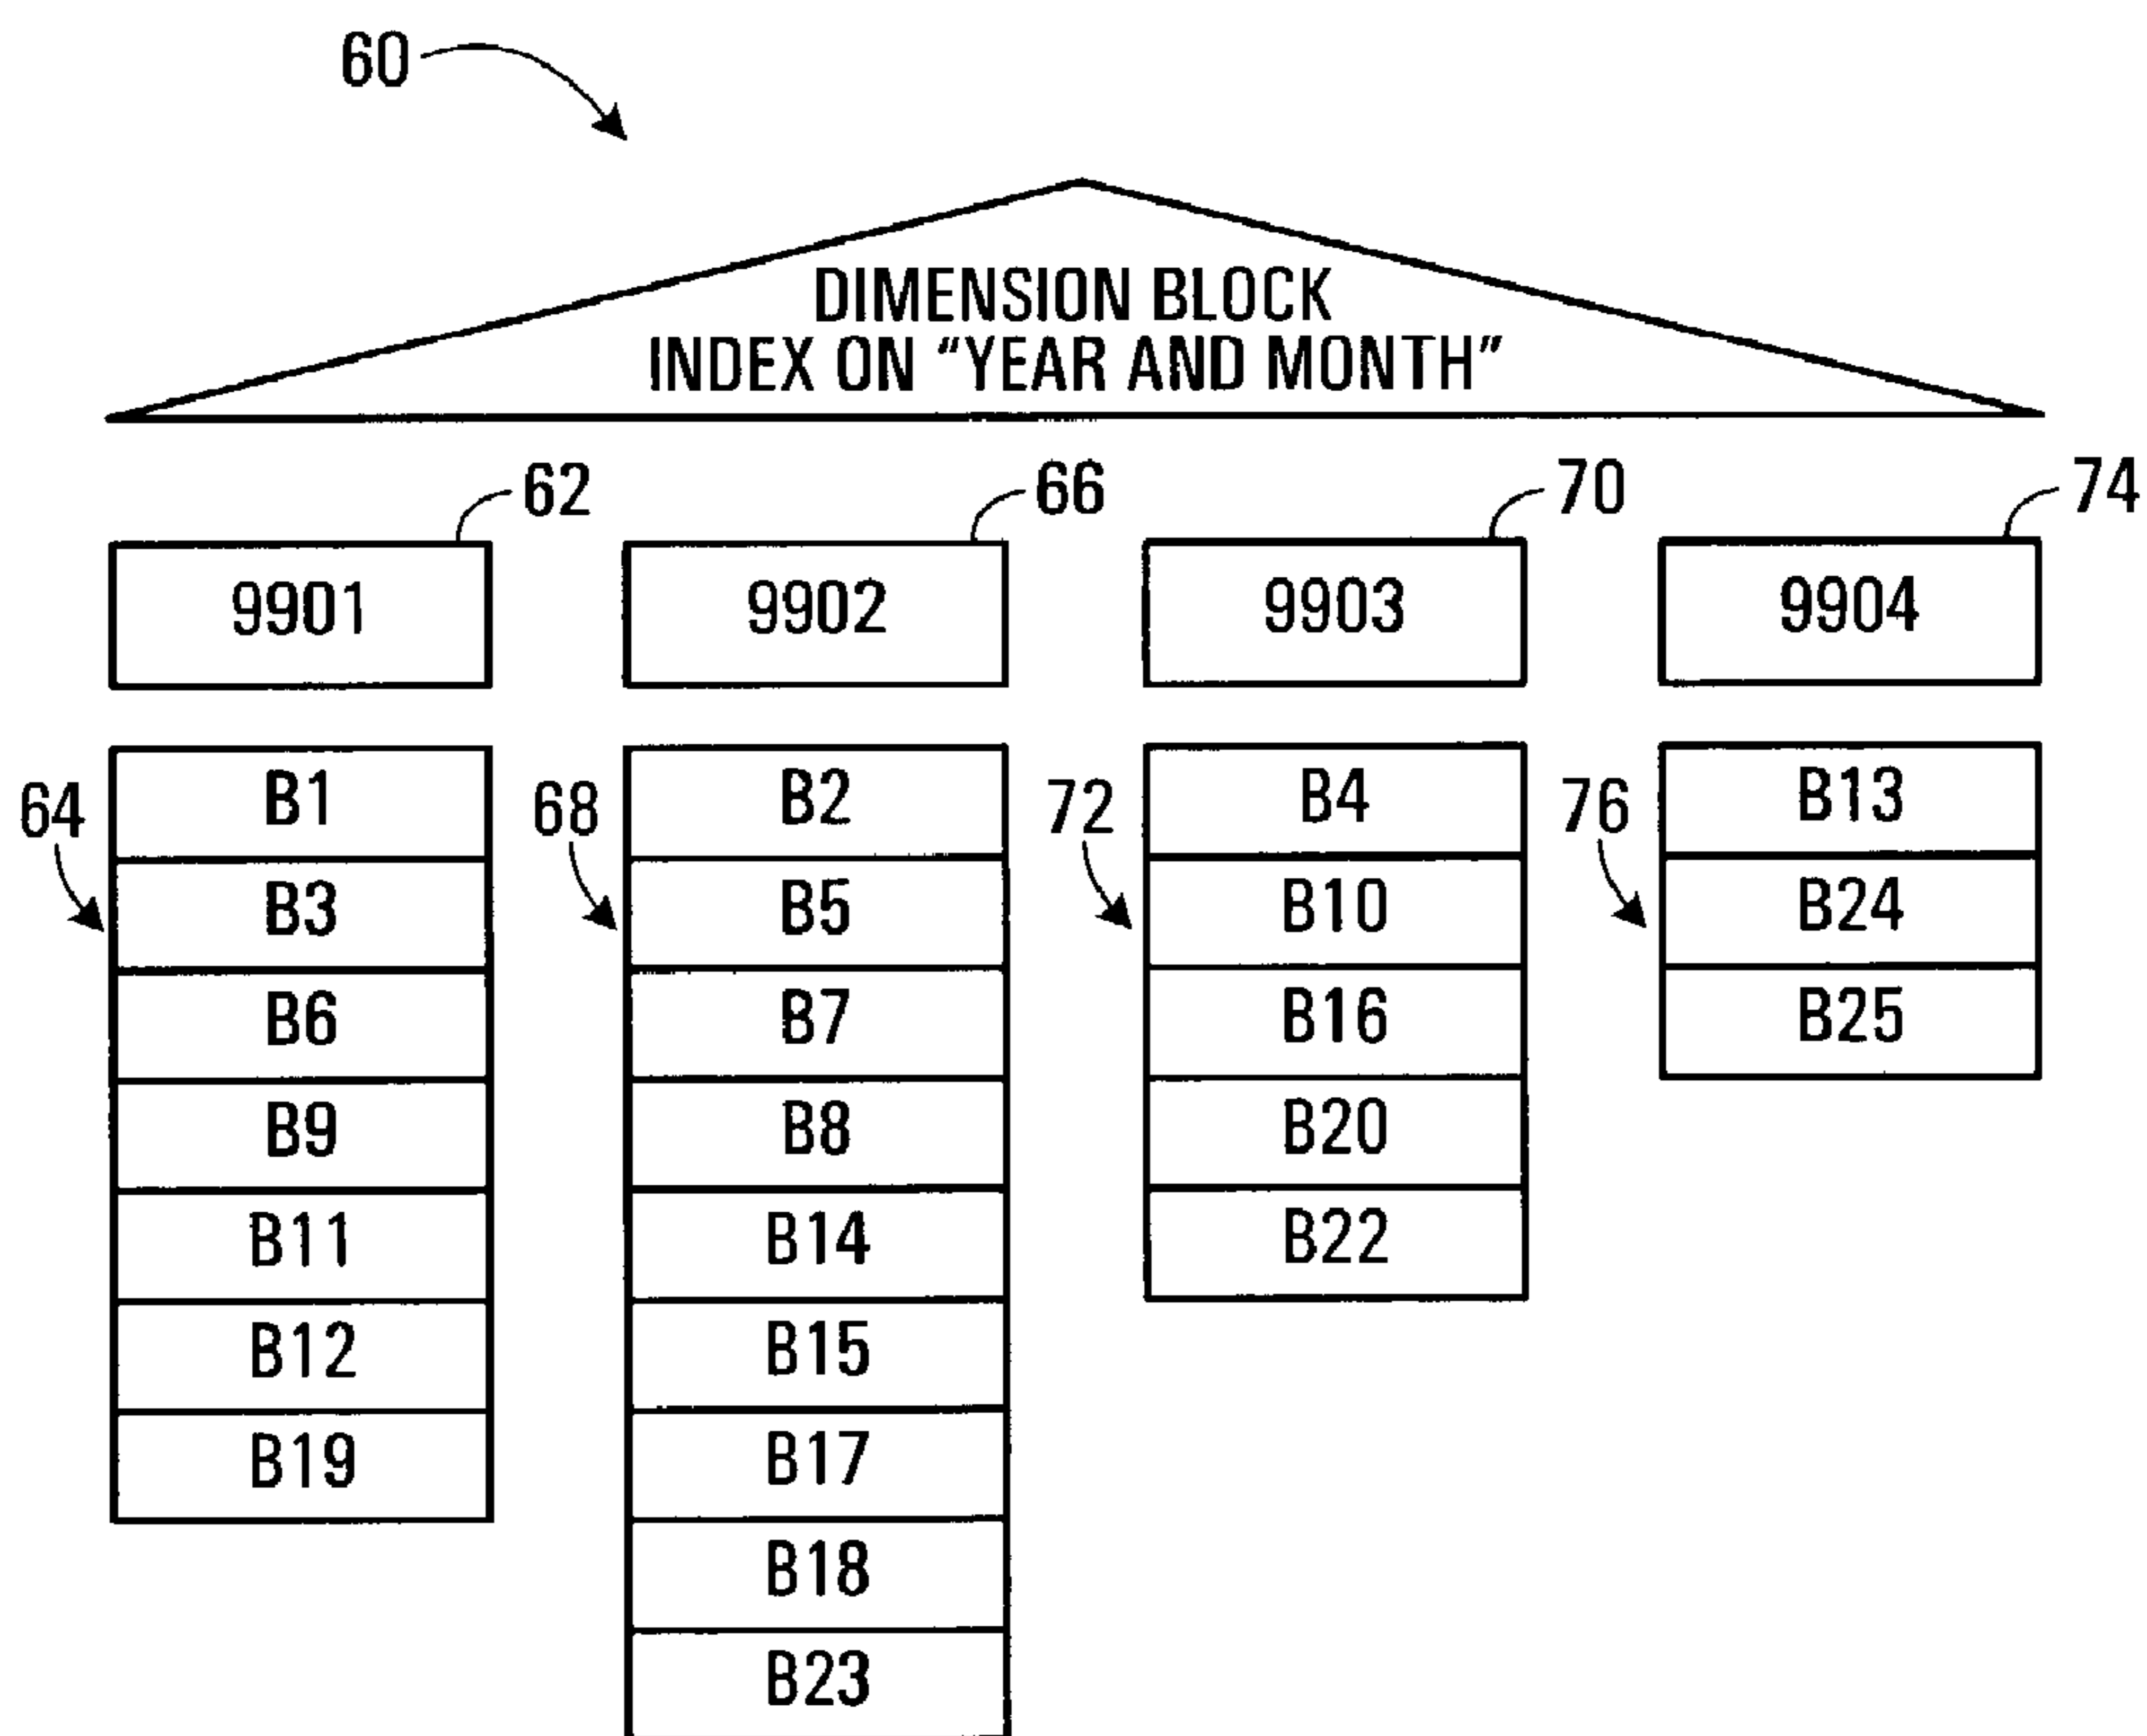 60
DIMENSION BLOCK
INDEX ON "YEAR AND MONTH"
62
66
70
74
9901
9902
9903
9904
64
68
72
76
B1
B3
B6
B9
B11
B12
B19
B2
B5
B7
B8
B14
B15
B17
B18
B23
B4
B10
B16
B20
B22
B13
B24
B25